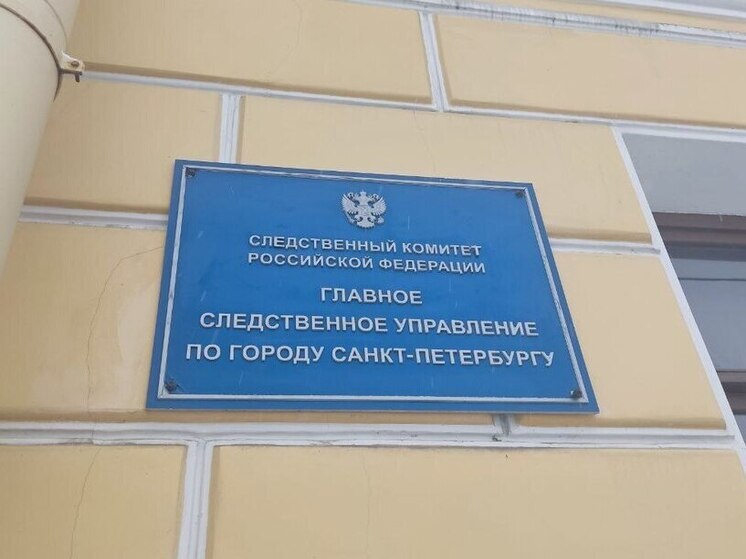 СЛЕДСТВЕННЫЙ КОМИТЕТ
РОССИЙСКОЙ ФЕДЕРАЦИИ
ГЛАВНОЕ
СЛЕДСТВЕННОЕ УПРАВЛЕНИЕ
ПО ГОРОДУ САНКТ-ПЕТЕРБУРГУ